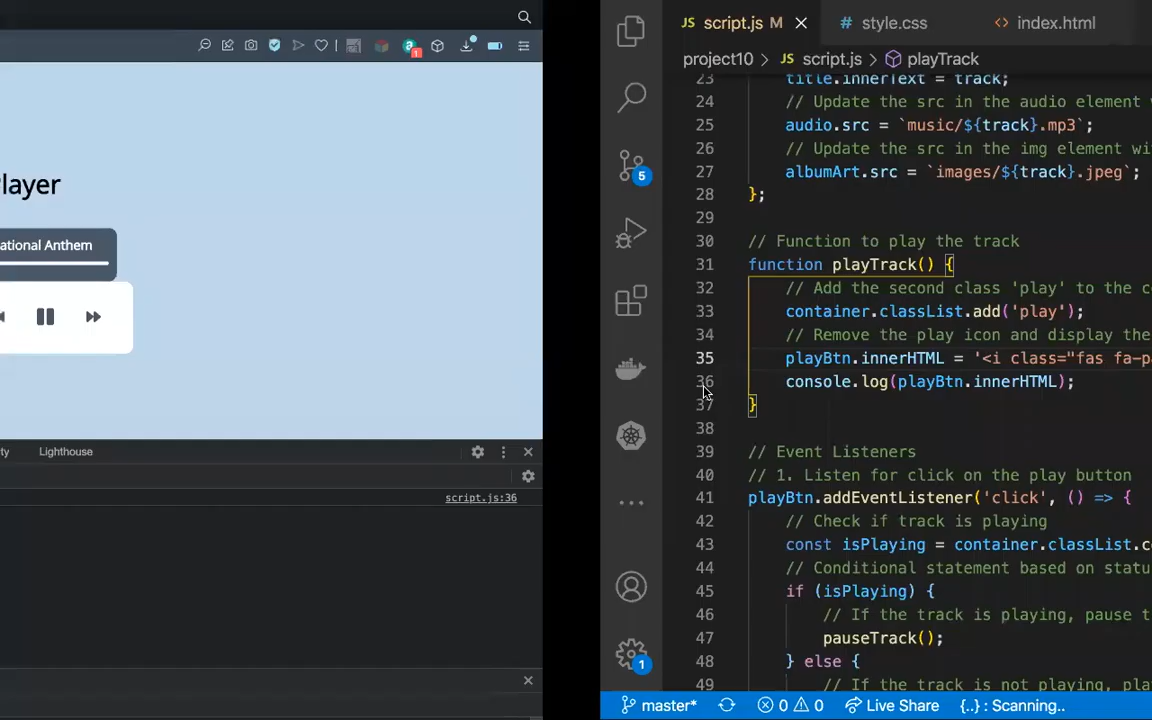 script.js M
style.css
index.html
project10 > JS script.js > playTrack
Player
ational Anthem
ty Lighthouse
script.js:36
1
5
1
23 title.innerText = track;
24 // Update the src in the audio element
25 audio.src = `music/${track}.mp3`;
26 // Update the src in the img element wi
27 albumArt.src = `images/${track}.jpeg`;
28 };
29
30 // Function to play the track
31 function playTrack() {
32 // Add the second class 'play' to the c
33 container.classList.add('play');
34 // Remove the play icon and display the
35 playBtn.innerHTML = '<i class="fas fa-p
36 console.log(playBtn.innerHTML);
37 }
38
39 // Event Listeners
40 // 1. Listen for click on the play button
41 playBtn.addEventListener('click', () => {
42 // Check if track is playing
43 const isPlaying = container.classList.c
44 // Conditional statement based on statu
45 if (isPlaying) {
46 // If the track is playing, pause t
47 pauseTrack();
48 } else {
49 // If the track is not playing, pla
master* 0 0 Live Share {..} : Scanning..